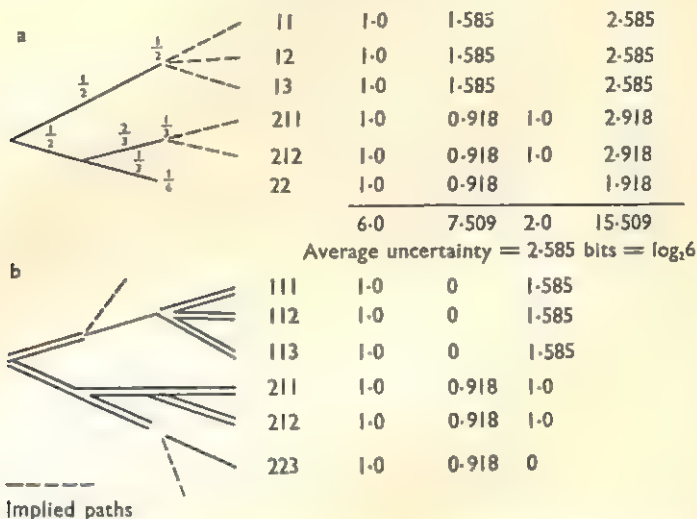 a
1/2
1/2
1/2
2/3
1/3
1/3
1/6
11 1·0 1·585 2·585
12 1·0 1·585 2·585
13 1·0 1·585 2·585
211 1·0 0·918 1·0 2·918
212 1·0 0·918 1·0 2·918
22 1·0 0·918 1·918
6·0 7·509 2·0 15·509
Average uncertainty = 2·585 bits = log₂6
b
111 1·0 0 1·585
112 1·0 0 1·585
113 1·0 0 1·585
211 1·0 0·918 1·0
212 1·0 0·918 1·0
223 1·0 0·918 0
Implied paths